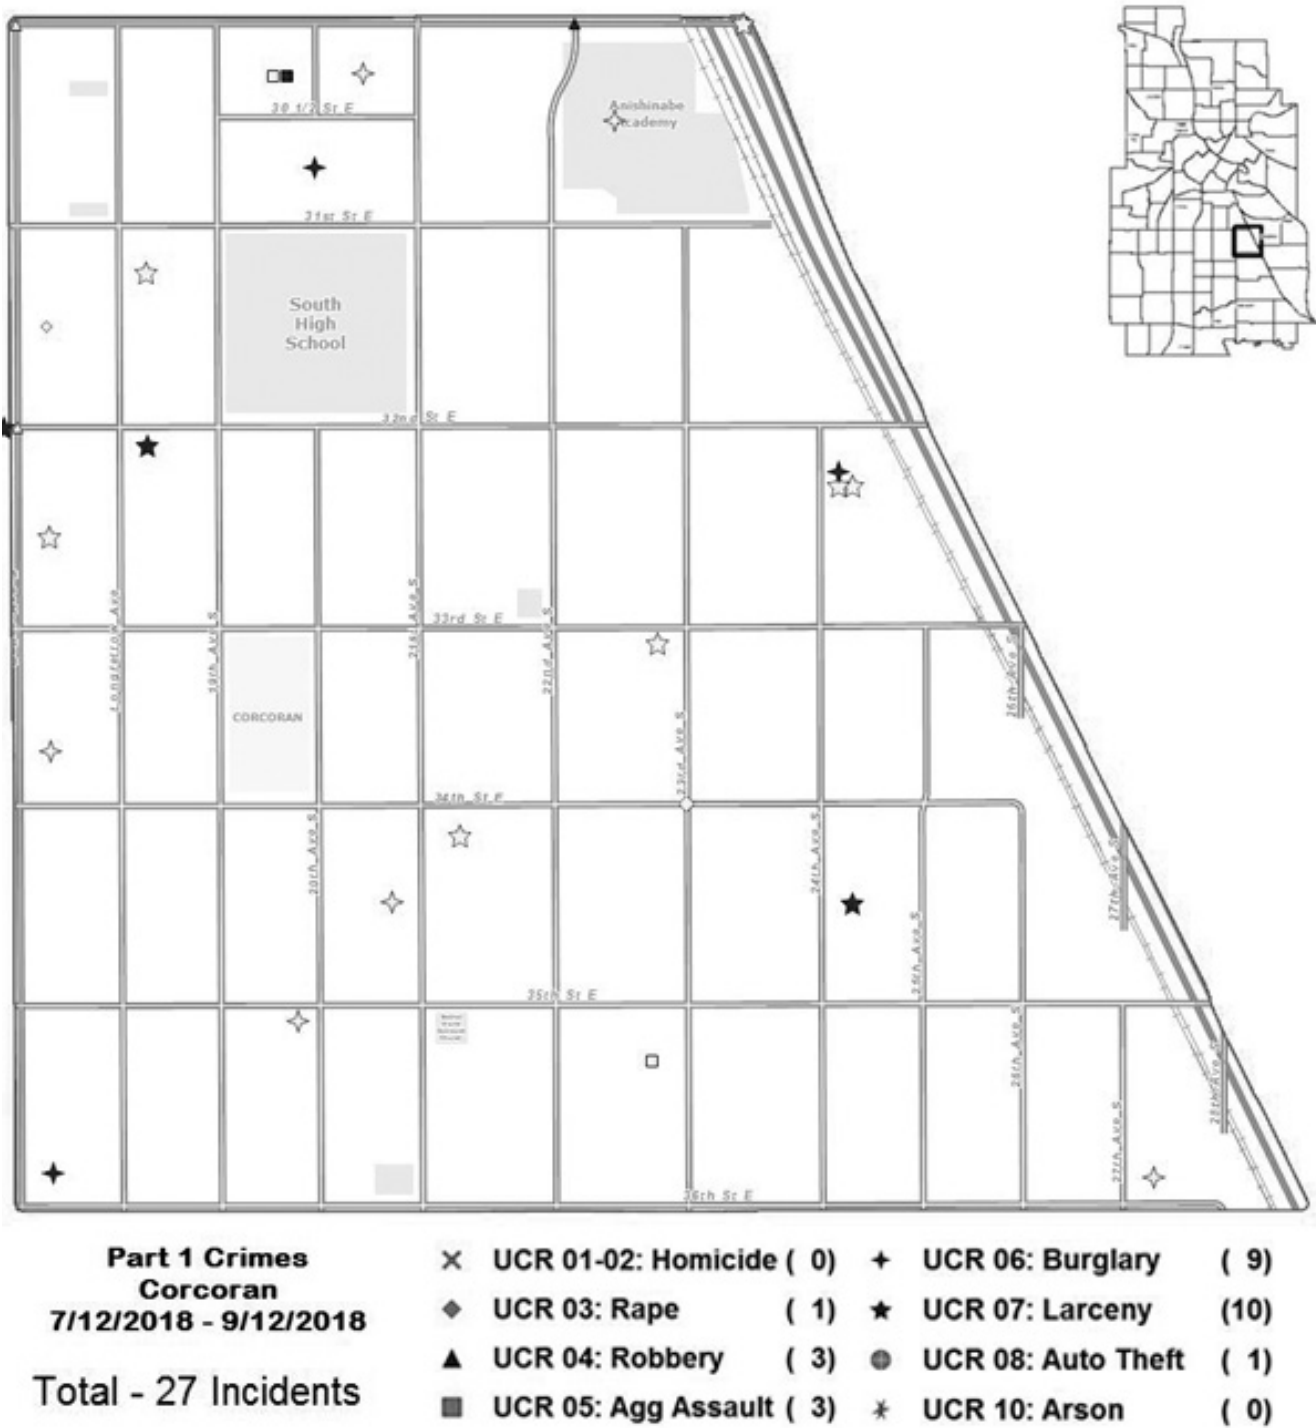 Anishinabe
Academy
30 1/2 St E
31st St E
South
High
School
32nd St E
33rd St E
Longfellow Ave
19th Ave S
21st Ave S
22nd Ave S
26th Ave S
CORCORAN
23rd Ave S
34th St E
20th Ave S
24th Ave S
27th Ave S
25th Ave S
35th St E
26th Ave S
28th Ave S
27th Ave S
36th St E
Part 1 Crimes
Corcoran
7/12/2018 - 9/12/2018
Total - 27 Incidents
UCR 01-02: Homicide ( 0)
UCR 03: Rape ( 1)
UCR 04: Robbery ( 3)
UCR 05: Agg Assault ( 3)
UCR 06: Burglary ( 9)
UCR 07: Larceny (10)
UCR 08: Auto Theft ( 1)
UCR 10: Arson ( 0)